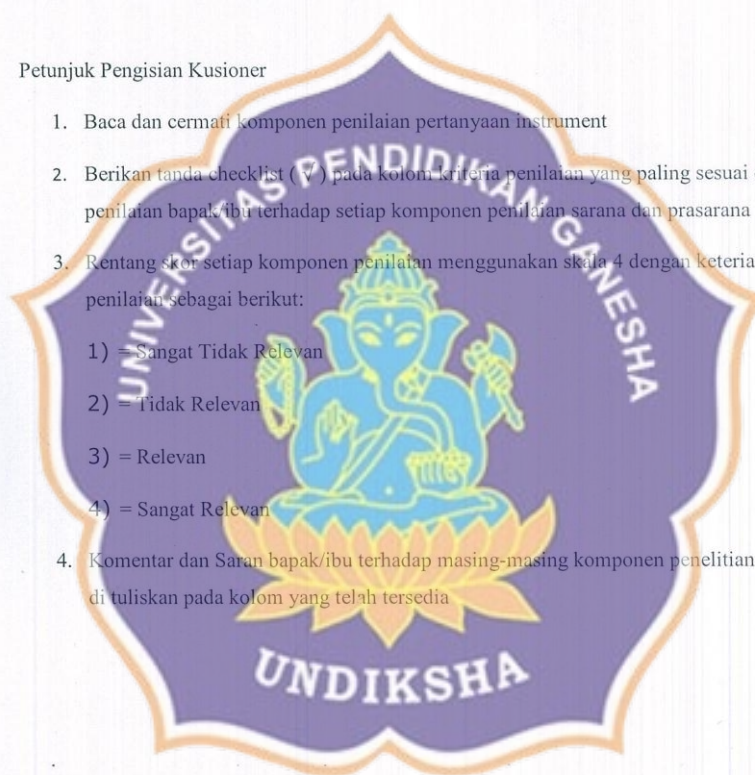 Petunjuk Pengisian Kusioner
1. Baca dan cermati komponen penilaian pertanyaan instrument
2. Berikan tanda checklist ( √ ) pada kolom kriteria penilaian yang paling sesuai
penilaian bapak/ibu terhadap setiap komponen penilaian sarana dan prasarana
3. Rentang skor setiap komponen penilaian menggunakan skala 4 dengan keteria
penilaian sebagai berikut:
1) = Sangat Tidak Relevan
2) = Tidak Relevan
3) = Relevan
4) = Sangat Relevan
4. Komentar dan Saran bapak/ibu terhadap masing-masing komponen penelitian
di tuliskan pada kolom yang telah tersedia
UNIVERSITAS PENDIDIKAN GANESHA
UNDIKSHA